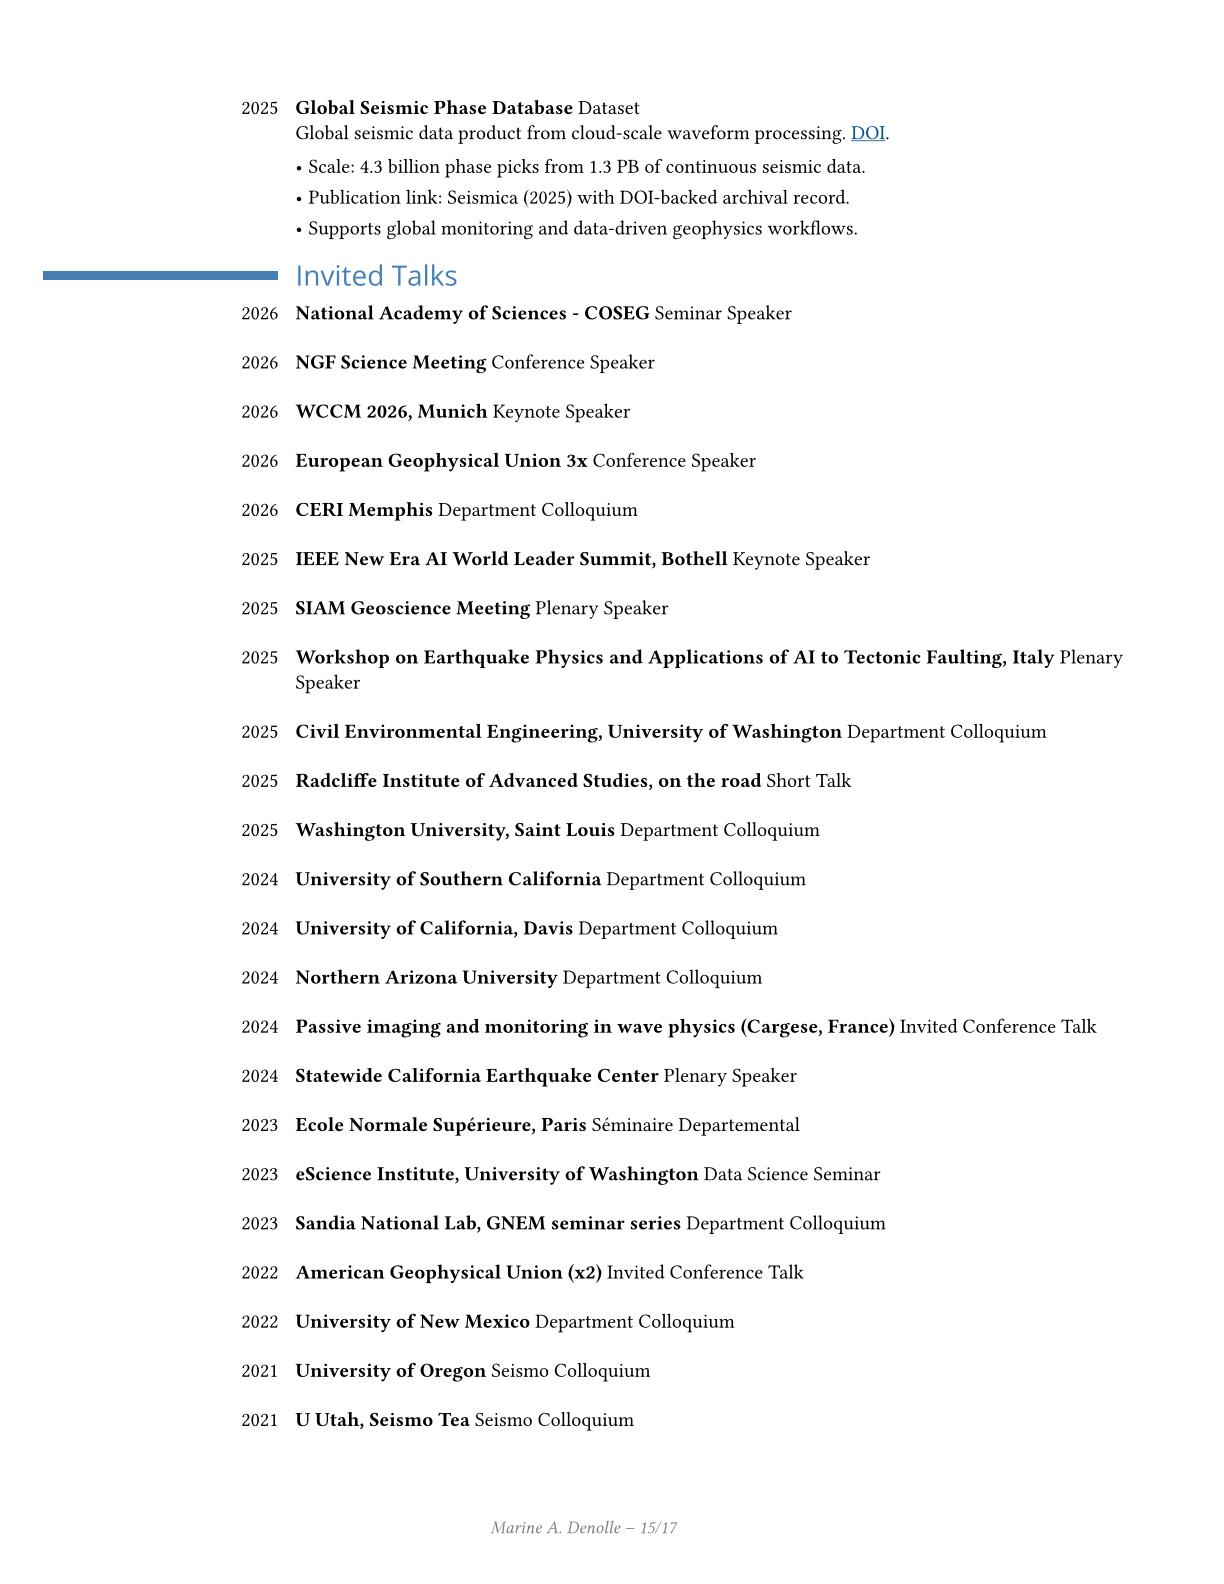 2025 Global Seismic Phase Database Dataset
Global seismic data product from cloud-scale waveform processing. DOI.
• Scale: 4.3 billion phase picks from 1.3 PB of continuous seismic data.
• Publication link: Seismica (2025) with DOI-backed archival record.
• Supports global monitoring and data-driven geophysics workflows.
Invited Talks
2026 National Academy of Sciences - COSEG Seminar Speaker
2026 NGF Science Meeting Conference Speaker
2026 WCCM 2026, Munich Keynote Speaker
2026 European Geophysical Union 3x Conference Speaker
2026 CERI Memphis Department Colloquium
2025 IEEE New Era AI World Leader Summit, Bothell Keynote Speaker
2025 SIAM Geoscience Meeting Plenary Speaker
2025 Workshop on Earthquake Physics and Applications of AI to Tectonic Faulting, Italy Plenary
Speaker
2025 Civil Environmental Engineering, University of Washington Department Colloquium
2025 Radcliffe Institute of Advanced Studies, on the road Short Talk
2025 Washington University, Saint Louis Department Colloquium
2024 University of Southern California Department Colloquium
2024 University of California, Davis Department Colloquium
2024 Northern Arizona University Department Colloquium
2024 Passive imaging and monitoring in wave physics (Cargese, France) Invited Conference Talk
2024 Statewide California Earthquake Center Plenary Speaker
2023 Ecole Normale Supérieure, Paris Séminaire Departemental
2023 eScience Institute, University of Washington Data Science Seminar
2023 Sandia National Lab, GNEM seminar series Department Colloquium
2022 American Geophysical Union (x2) Invited Conference Talk
2022 University of New Mexico Department Colloquium
2021 University of Oregon Seismo Colloquium
2021 U Utah, Seismo Tea Seismo Colloquium
Marine A. Denolle – 15/17